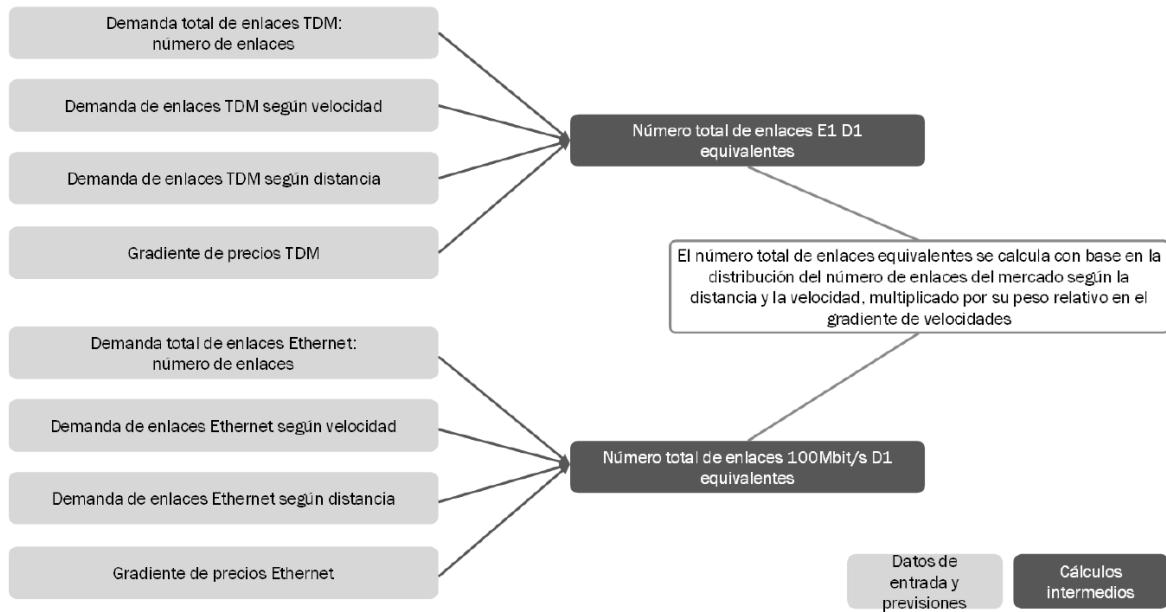 Demanda total de enlaces TDM:
número de enlaces
Demanda de enlaces TDM según velocidad
Demanda de enlaces TDM según distancia
Gradiente de precios TDM
Número total de enlaces E1 D1
equivalentes
El número total de enlaces equivalentes se calcula con base en la
distribución del número de enlaces del mercado según la
distancia y la velocidad, multiplicado por su peso relativo en el
gradiente de velocidades
Demanda total de enlaces Ethernet:
número de enlaces
Demanda de enlaces Ethernet según velocidad
Demanda de enlaces Ethernet según distancia
Gradiente de precios Ethernet
Número total de enlaces 100Mbit/s D1
equivalentes
Datos de
entrada y
previsiones
Cálculos
intermedios